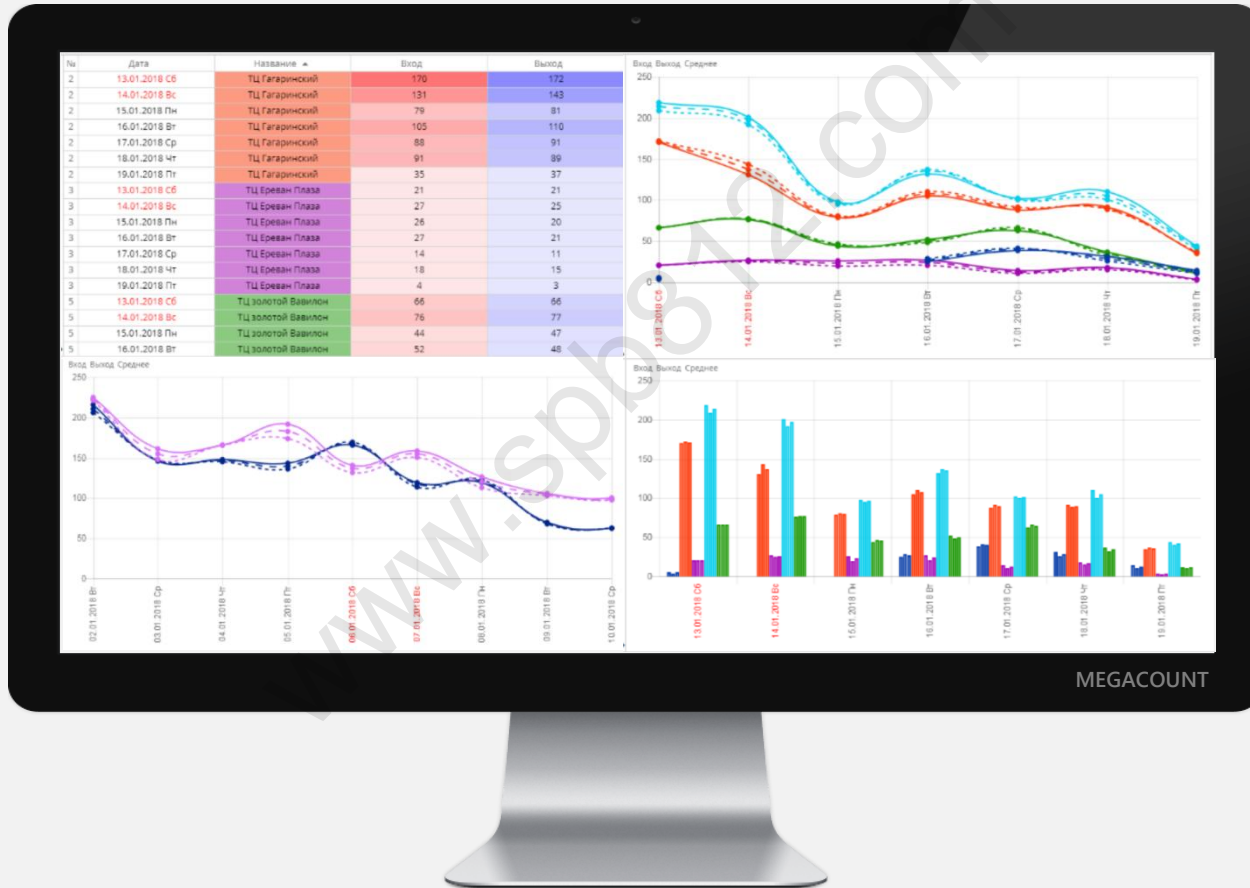 № Дата Название Вход Выход
2 13.01.2018 Сб ТЦ Гагаринский 170 172
2 14.01.2018 Вс ТЦ Гагаринский 131 143
2 15.01.2018 Пн ТЦ Гагаринский 79 81
2 16.01.2018 Вт ТЦ Гагаринский 105 110
2 17.01.2018 Ср ТЦ Гагаринский 88 91
2 18.01.2018 Чт ТЦ Гагаринский 91 89
2 19.01.2018 Пт ТЦ Гагаринский 35 37
3 13.01.2018 Сб ТЦ Ереван Плаза 21 21
3 14.01.2018 Вс ТЦ Ереван Плаза 27 25
3 15.01.2018 Пн ТЦ Ереван Плаза 26 20
3 16.01.2018 Вт ТЦ Ереван Плаза 27 21
3 17.01.2018 Ср ТЦ Ереван Плаза 14 11
3 18.01.2018 Чт ТЦ Ереван Плаза 18 15
3 19.01.2018 Пт ТЦ Ереван Плаза 4 3
5 13.01.2018 Сб ТЦ золотой Вавилон 66 66
5 14.01.2018 Вс ТЦ золотой Вавилон 76 77
5 15.01.2018 Пн ТЦ золотой Вавилон 44 47
5 16.01.2018 Вт ТЦ золотой Вавилон 52 48
Вход Выход Среднее
250
200
150
100
50
0
13.01.2018 Сб
14.01.2018 Вс
15.01.2018 Пн
16.01.2018 Вт
17.01.2018 Ср
18.01.2018 Чт
19.01.2018 Пт
Вход Выход Среднее
250
200
150
100
50
0
02.01.2018 Вт
03.01.2018 Ср
04.01.2018 Чт
05.01.2018 Пт
06.01.2018 Сб
07.01.2018 Вс
08.01.2018 Пн
09.01.2018 Вт
10.01.2018 Ср
Вход Выход Среднее
250
200
150
100
50
0
13.01.2018 Сб
14.01.2018 Вс
15.01.2018 Пн
16.01.2018 Вт
17.01.2018 Ср
18.01.2018 Чт
19.01.2018 Пт
MEGACOUNT
www.spb812.com